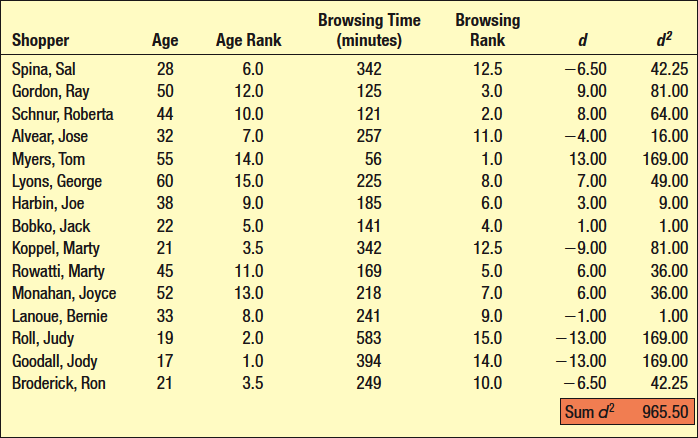 Browsing Time Browsing
Shopper Age Age Rank (minutes) Rank d d²
Spina, Sal 28 6.0 342 12.5 −6.50 42.25
Gordon, Ray 50 12.0 125 3.0 9.00 81.00
Schnur, Roberta 44 10.0 121 2.0 8.00 64.00
Alvear, Jose 32 7.0 257 11.0 −4.00 16.00
Myers, Tom 55 14.0 56 1.0 13.00 169.00
Lyons, George 60 15.0 225 8.0 7.00 49.00
Harbin, Joe 38 9.0 185 6.0 3.00 9.00
Bobko, Jack 22 5.0 141 4.0 1.00 1.00
Koppel, Marty 21 3.5 342 12.5 −9.00 81.00
Rowatti, Marty 45 11.0 169 5.0 6.00 36.00
Monahan, Joyce 52 13.0 218 7.0 6.00 36.00
Lanoue, Bernie 33 8.0 241 9.0 −1.00 1.00
Roll, Judy 19 2.0 583 15.0 −13.00 169.00
Goodall, Jody 17 1.0 394 14.0 −13.00 169.00
Broderick, Ron 21 3.5 249 10.0 −6.50 42.25
Sum d² 965.50